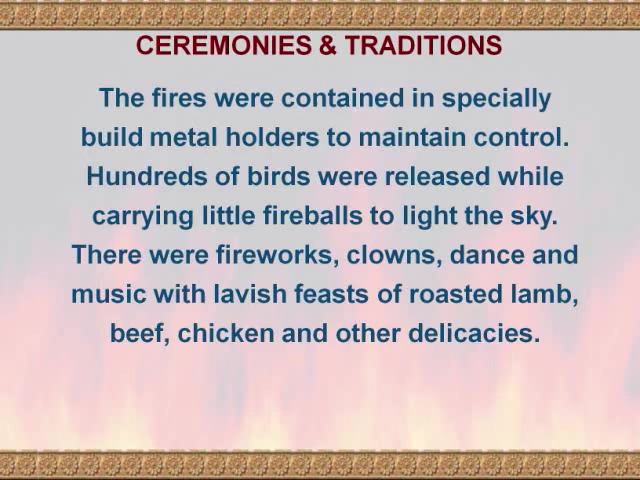 CEREMONIES & TRADITIONS
The fires were contained in specially
build metal holders to maintain control.
Hundreds of birds were released while
carrying little fireballs to light the sky.
There were fireworks, clowns, dance and
music with lavish feasts of roasted lamb,
beef, chicken and other delicacies.